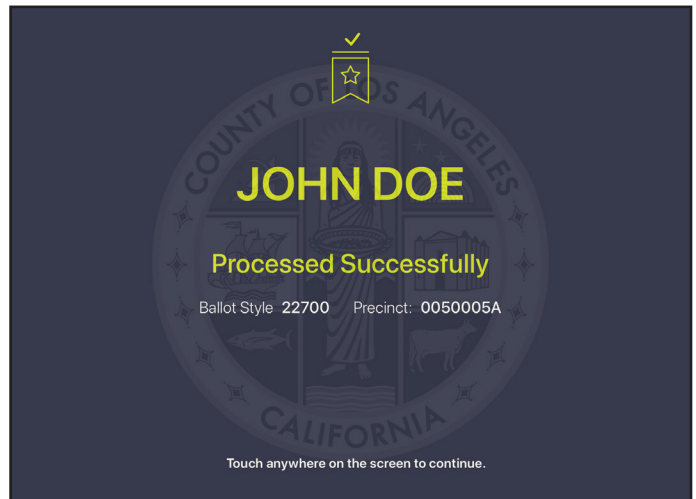 COUNTY OF LOS ANGELES
JOHN DOE
Processed Successfully
Ballot Style 22700 Precinct: 0050005A
CALIFORNIA
Touch anywhere on the screen to continue.